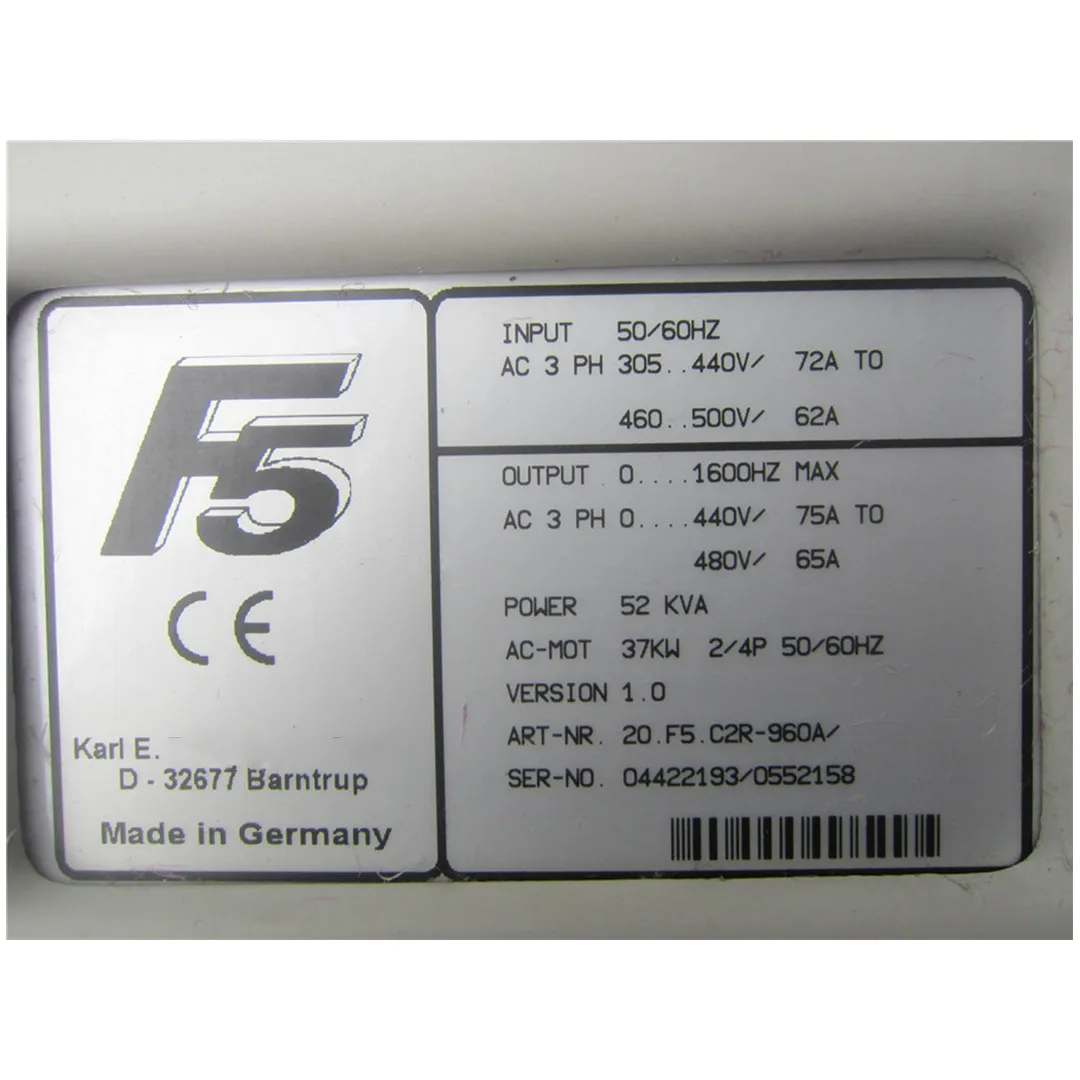 F5
CE
Karl E.
D - 32677 Barntrup
Made in Germany
INPUT 50/60HZ
AC 3 PH 305..440V/ 72A TO
460..500V/ 62A
OUTPUT 0....1600HZ MAX
AC 3 PH 0....440V/ 75A TO
480V/ 65A
POWER 52 KVA
AC-MOT 37KW 2/4P 50/60HZ
VERSION 1.0
ART-NR. 20.F5.C2R-960A/
SER-NO. 04422193/0552158